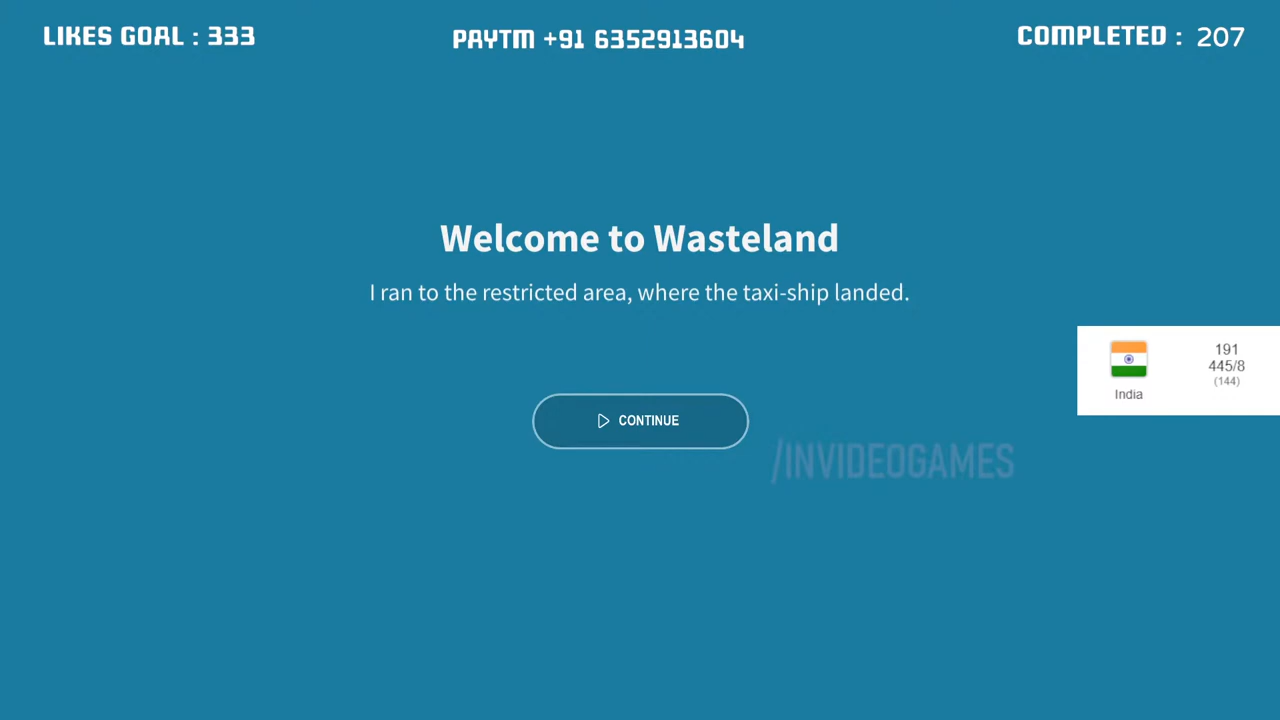 LIKES GOAL : 333
PAYTM +91 6352913604
COMPLETED : 207
Welcome to Wasteland
I ran to the restricted area, where the taxi-ship landed.
191
445/8
(144)
India
CONTINUE
/INVIDEOGAMES